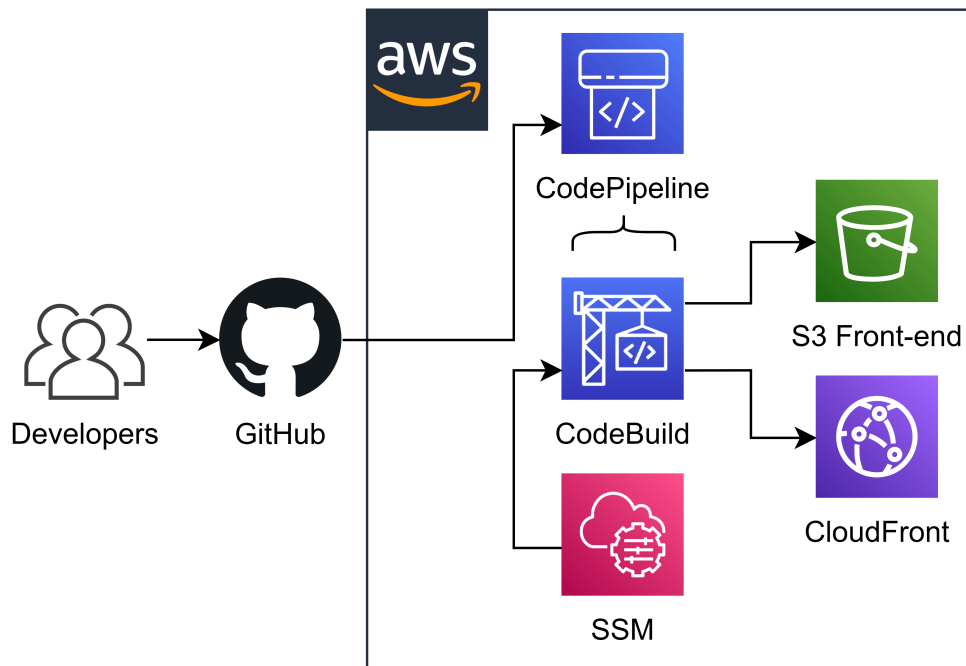 aws
</>
CodePipeline
</>
S3 Front-end
Developers
GitHub
CodeBuild
CloudFront
SSM